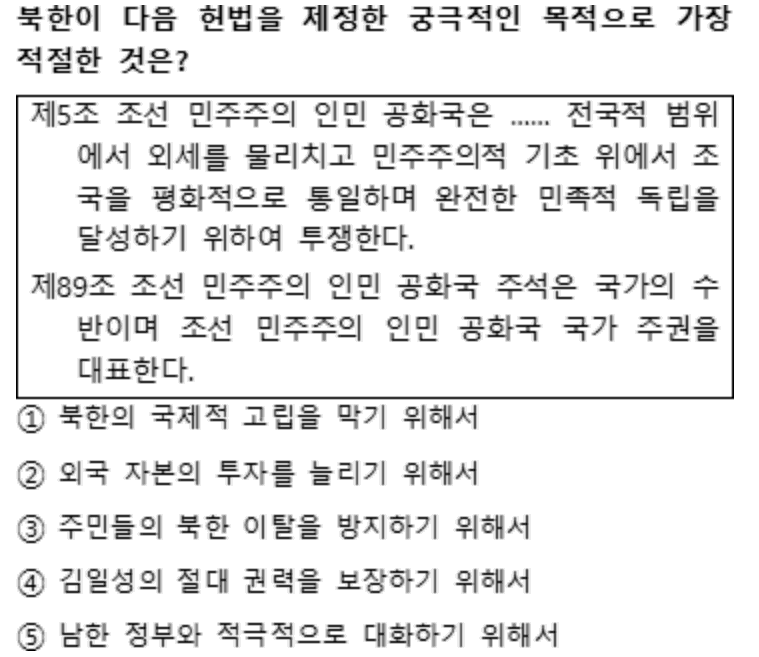 북한이 다음 헌법을 제정한 궁극적인 목적으로 가장
적절한 것은?
제5조 조선 민주주의 인민 공화국은 …… 전국적 범위
에서 외세를 물리치고 민주주의적 기초 위에서 조
국을 평화적으로 통일하며 완전한 민족적 독립을
달성하기 위하여 투쟁한다.
제89조 조선 민주주의 인민 공화국 주석은 국가의 수
반이며 조선 민주주의 인민 공화국 국가 주권을
대표한다.
① 북한의 국제적 고립을 막기 위해서
② 외국 자본의 투자를 늘리기 위해서
③ 주민들의 북한 이탈을 방지하기 위해서
④ 김일성의 절대 권력을 보장하기 위해서
⑤ 남한 정부와 적극적으로 대화하기 위해서